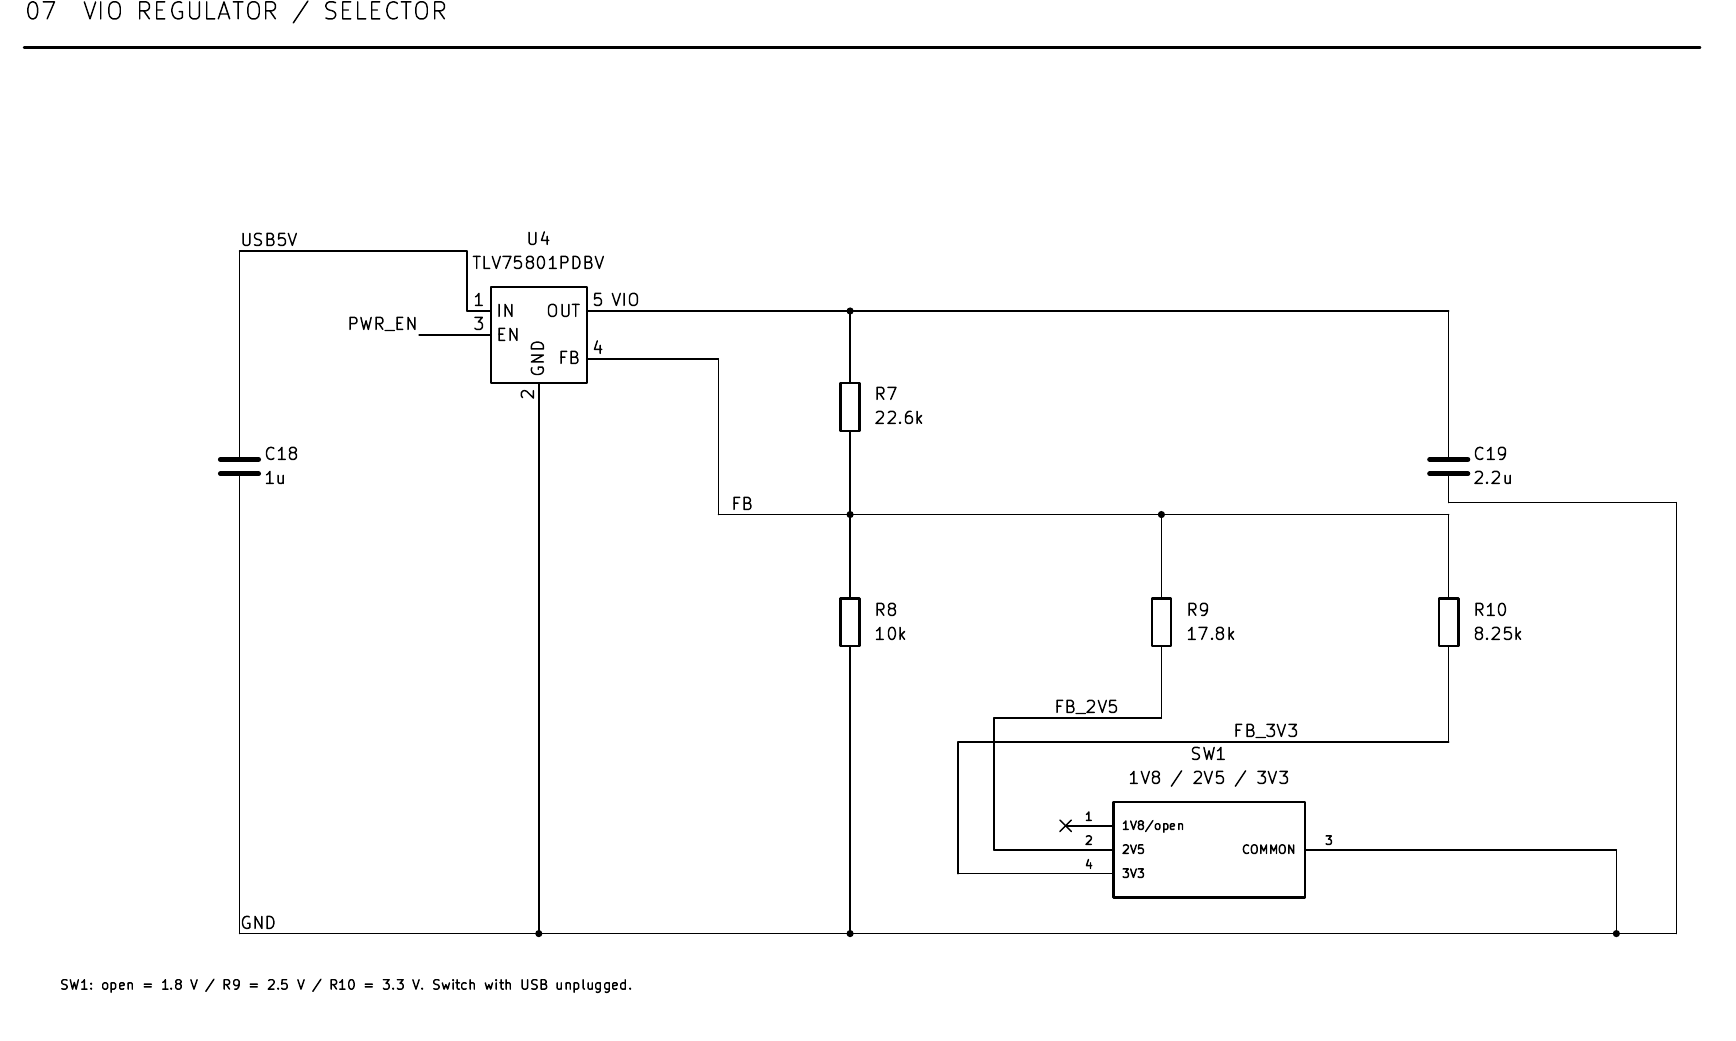 07 VIO REGULATOR / SELECTOR
USB5V
U4
TLV75801PDBV
1
IN
OUT
5 VIO
PWR_EN
3
EN
GND
FB
4
2
R7
22.6k
C18
1u
C19
2.2u
FB
R8
10k
R9
17.8k
R10
8.25k
FB_2V5
FB_3V3
SW1
1V8 / 2V5 / 3V3
1
1V8/open
2
2V5
COMMON
3
4
3V3
GND
SW1: open = 1.8 V / R9 = 2.5 V / R10 = 3.3 V. Switch with USB unplugged.